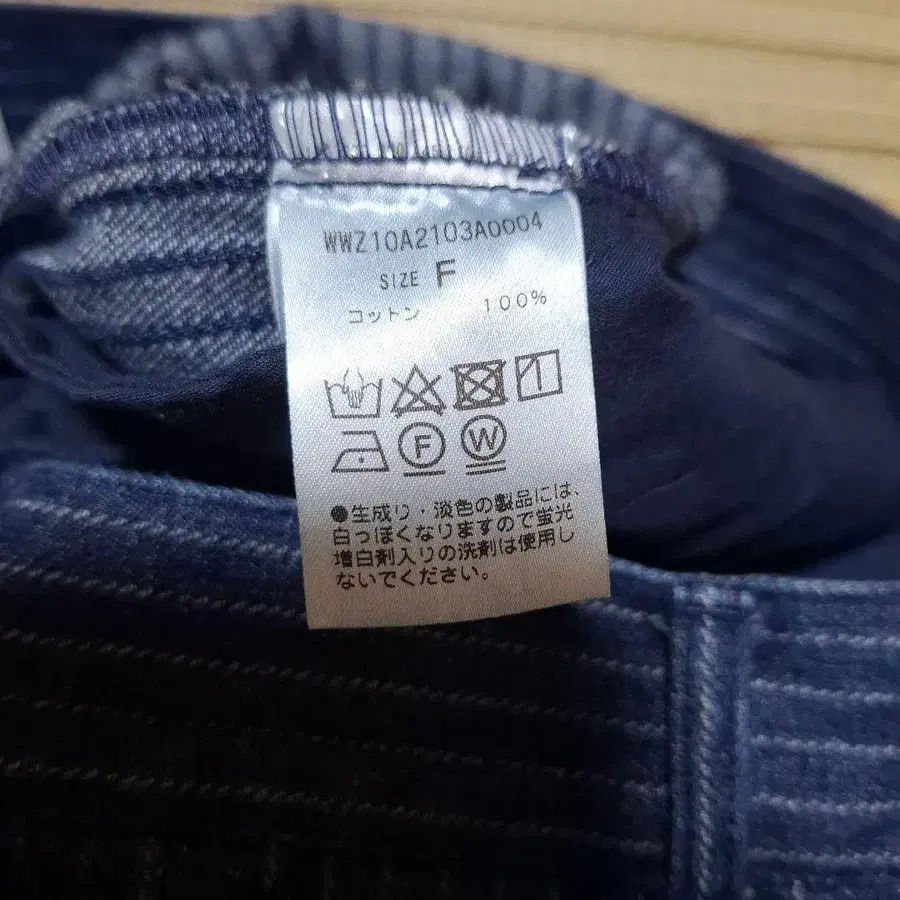 WWZ10A2103A0004
SIZE F
コットン 100%
F W
●生成り・淡色の製品には、
白っぽくなりますので蛍光
増白剤入りの洗剤は使用し
ないでください。